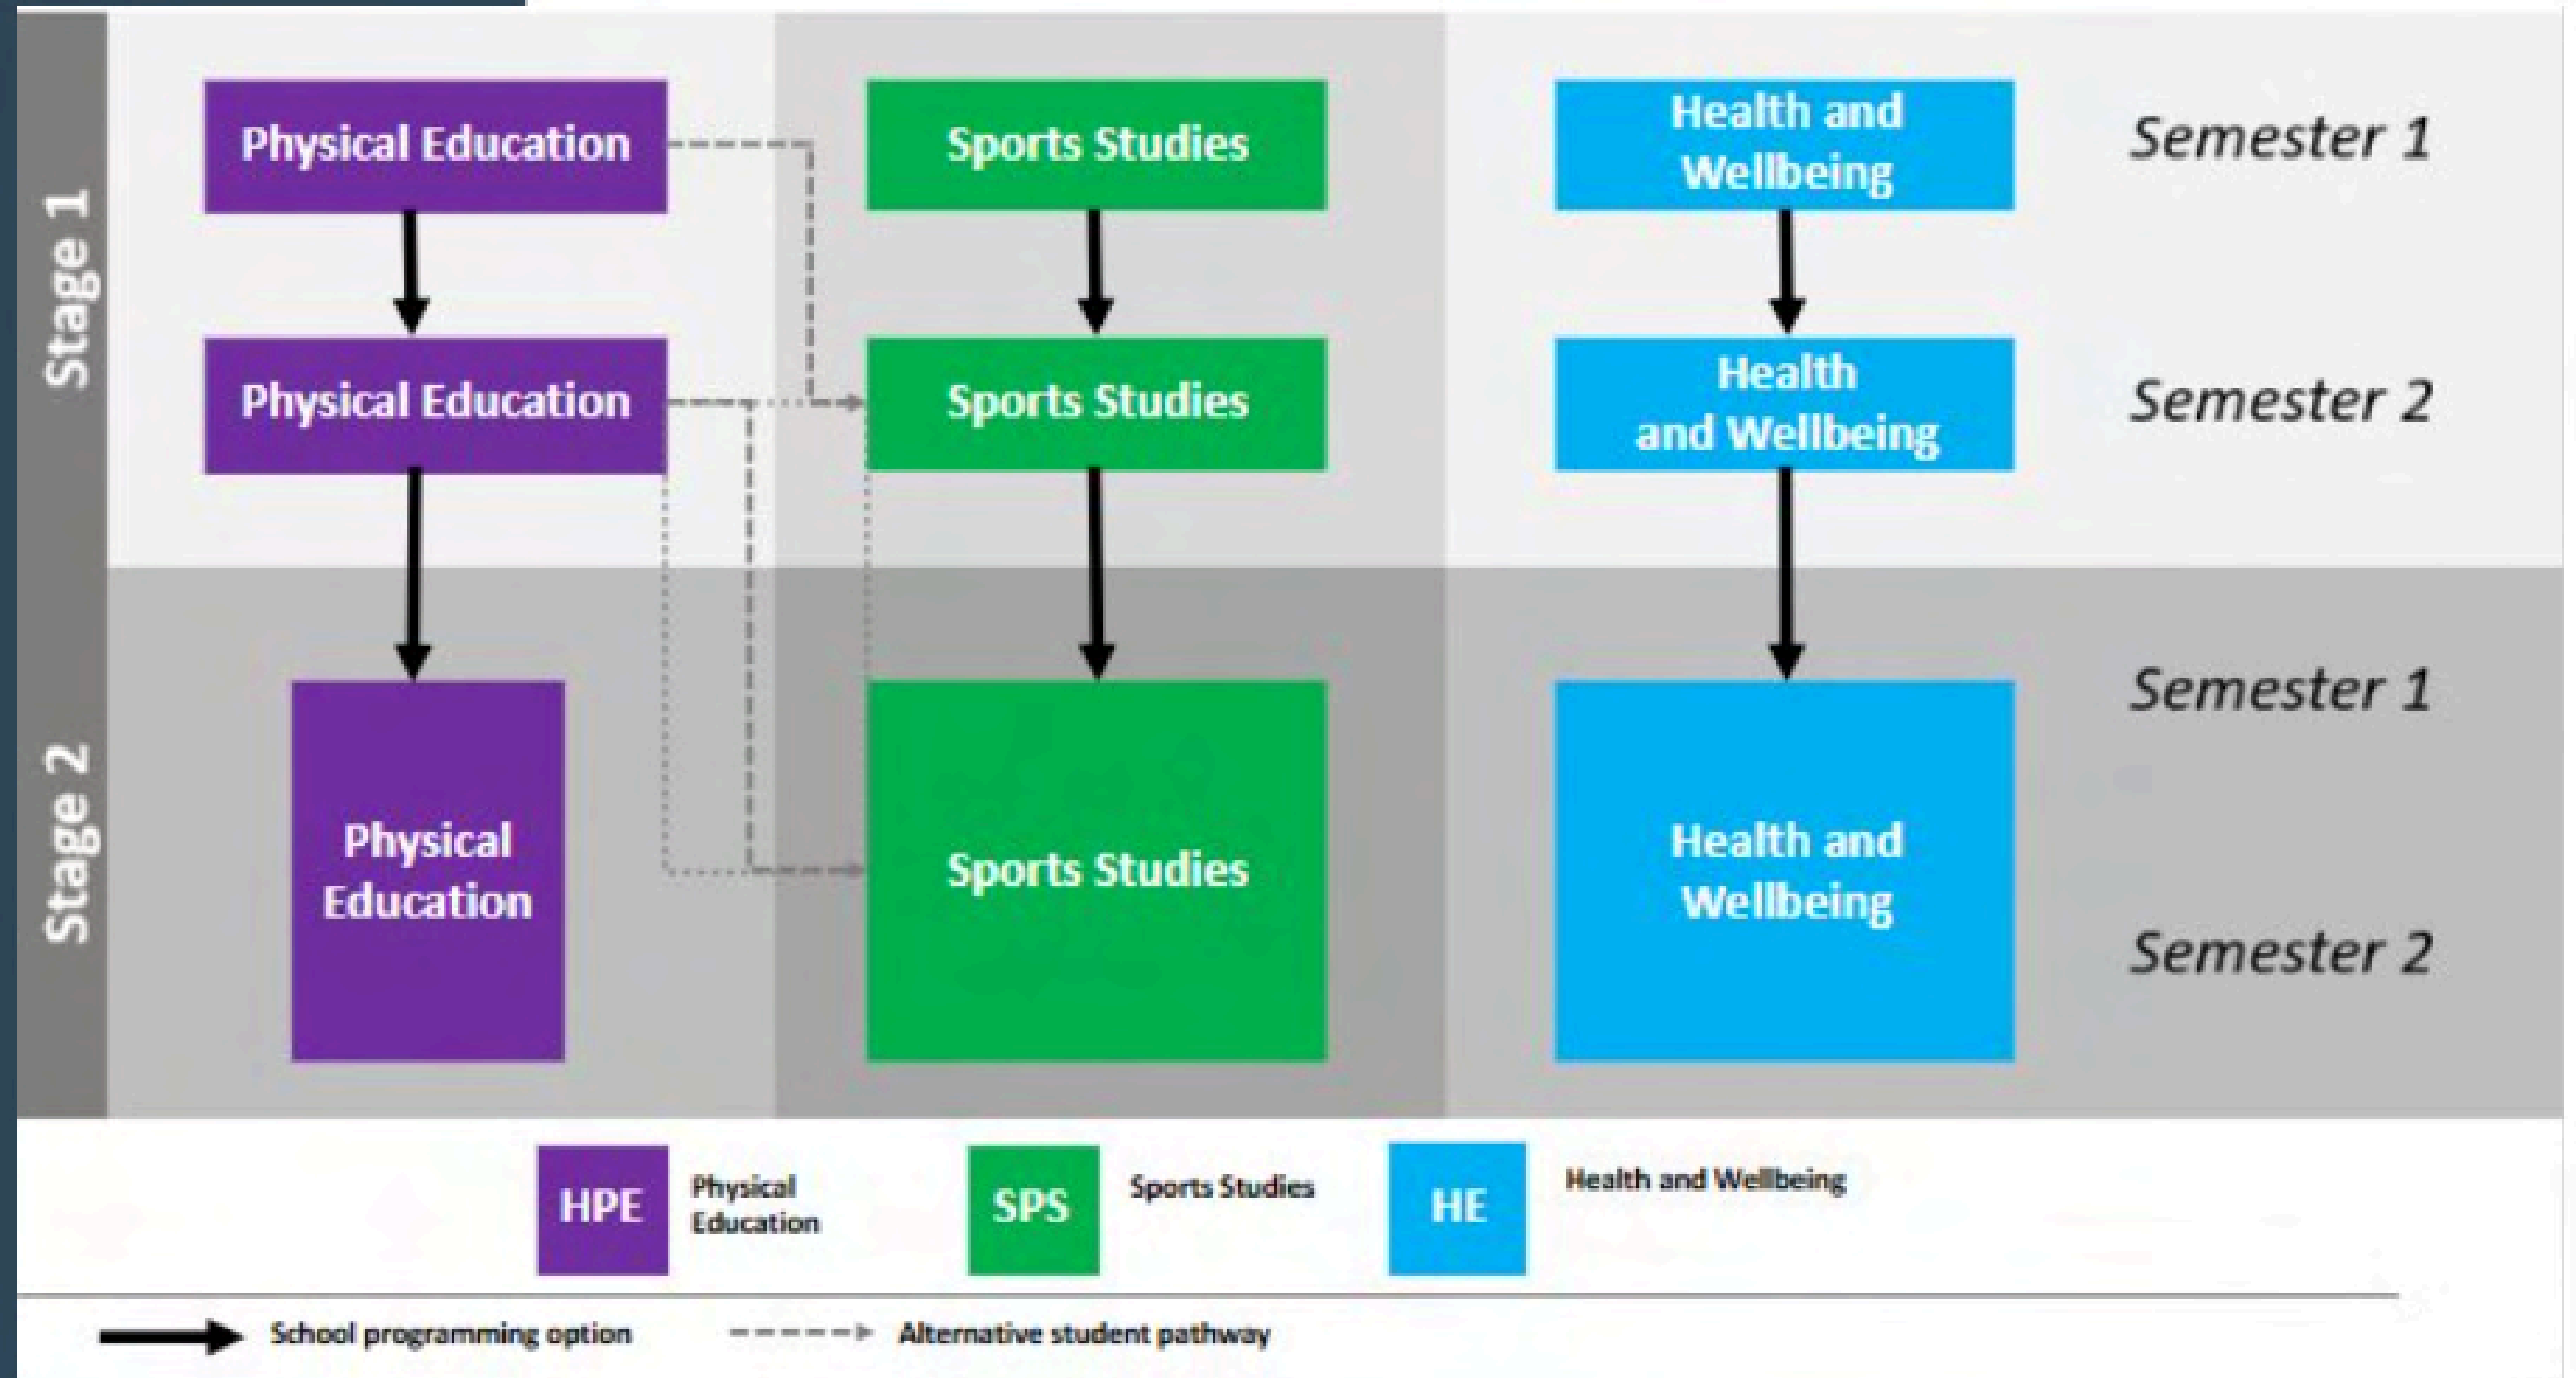 Stage 1
Physical Education
Sports Studies
Health and
Wellbeing
Semester 1
Physical Education
Sports Studies
Health
and Wellbeing
Semester 2
Stage 2
Physical
Education
Sports Studies
Health and
Wellbeing
Semester 1
Semester 2
HPE
Physical
Education
SPS
Sports Studies
HE
Health and Wellbeing
School programming option
Alternative student pathway